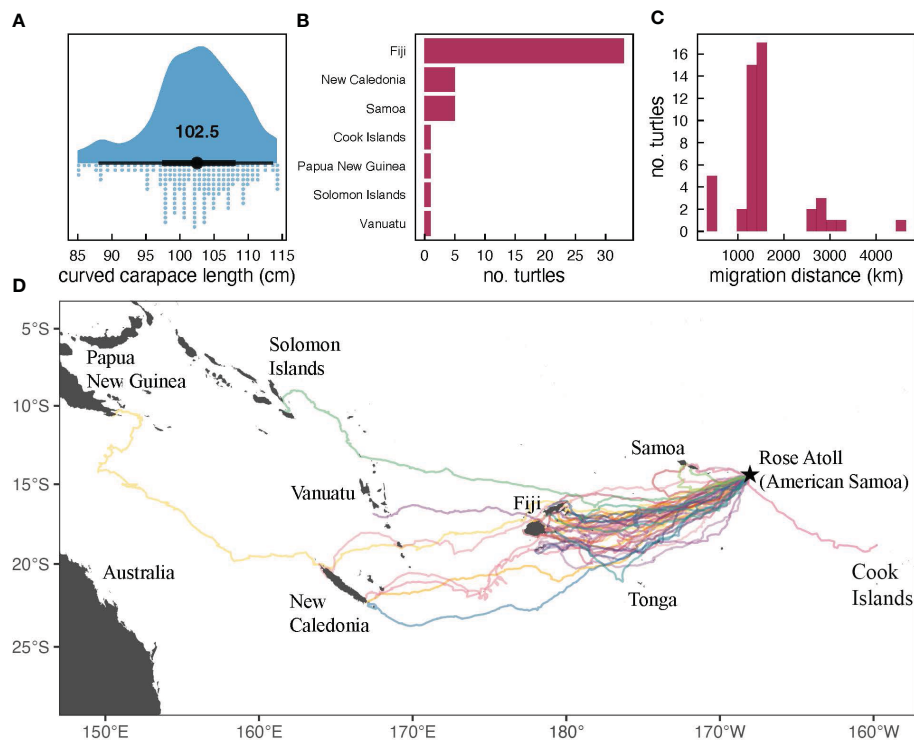 A
85 90 95 100 105 110 115
curved carapace length (cm)
102.5
B
Fiji
New Caledonia
Samoa
Cook Islands
Papua New Guinea
Solomon Islands
Vanuatu
0 5 10 15 20 25 30
no. turtles
C
no. turtles
16
14
12
10
8
6
4
2
0
0 1000 2000 3000 4000
migration distance (km)
D
5°S
10°S
15°S
20°S
25°S
Papua
New Guinea
Solomon
Islands
Samoa
Rose Atoll
(American Samoa)
Vanuatu
Fiji
Australia
New
Caledonia
Tonga
Cook
Islands
150°E 160°E 170°E 180° 170°W 160°W